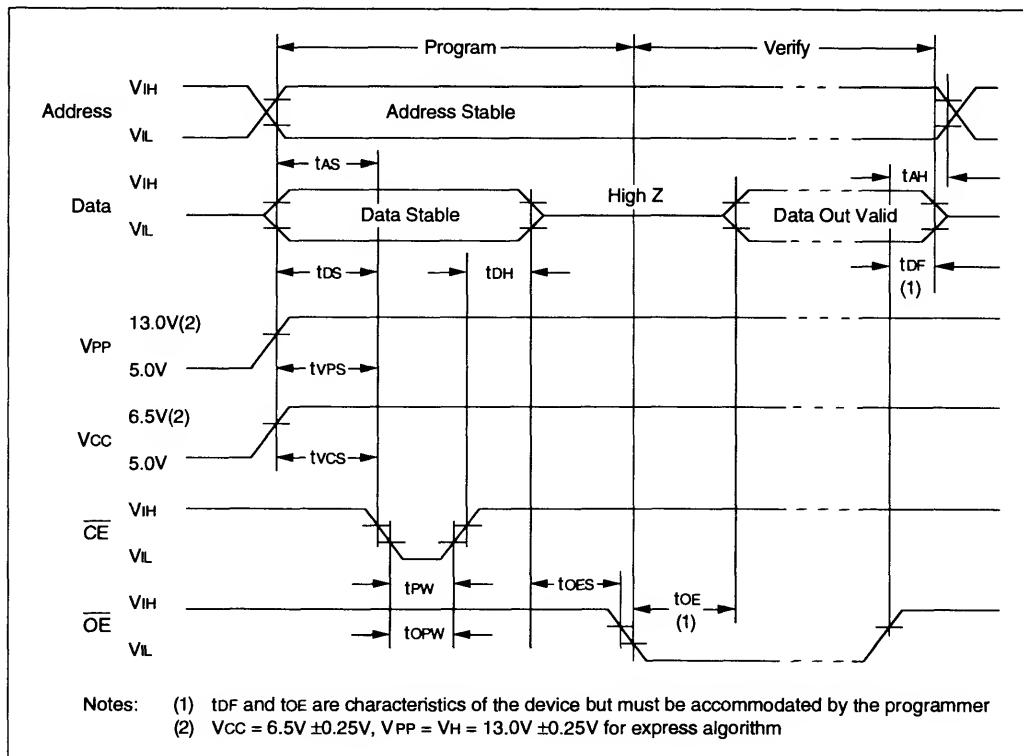 Program
Verify
Address
VIH
VIL
Address Stable
tAS
tAH
Data
VIH
VIL
Data Stable
High Z
Data Out Valid
tDS
tDH
tDF
(1)
VPP
13.0V(2)
5.0V
tVPS
VCC
6.5V(2)
5.0V
tVCS
CE
VIH
VIL
tPW
tOPW
tOES
OE
VIH
VIL
tOE
(1)
Notes: (1) tDF and tOE are characteristics of the device but must be accommodated by the programmer
(2) VCC = 6.5V ±0.25V, VPP = VH = 13.0V ±0.25V for express algorithm